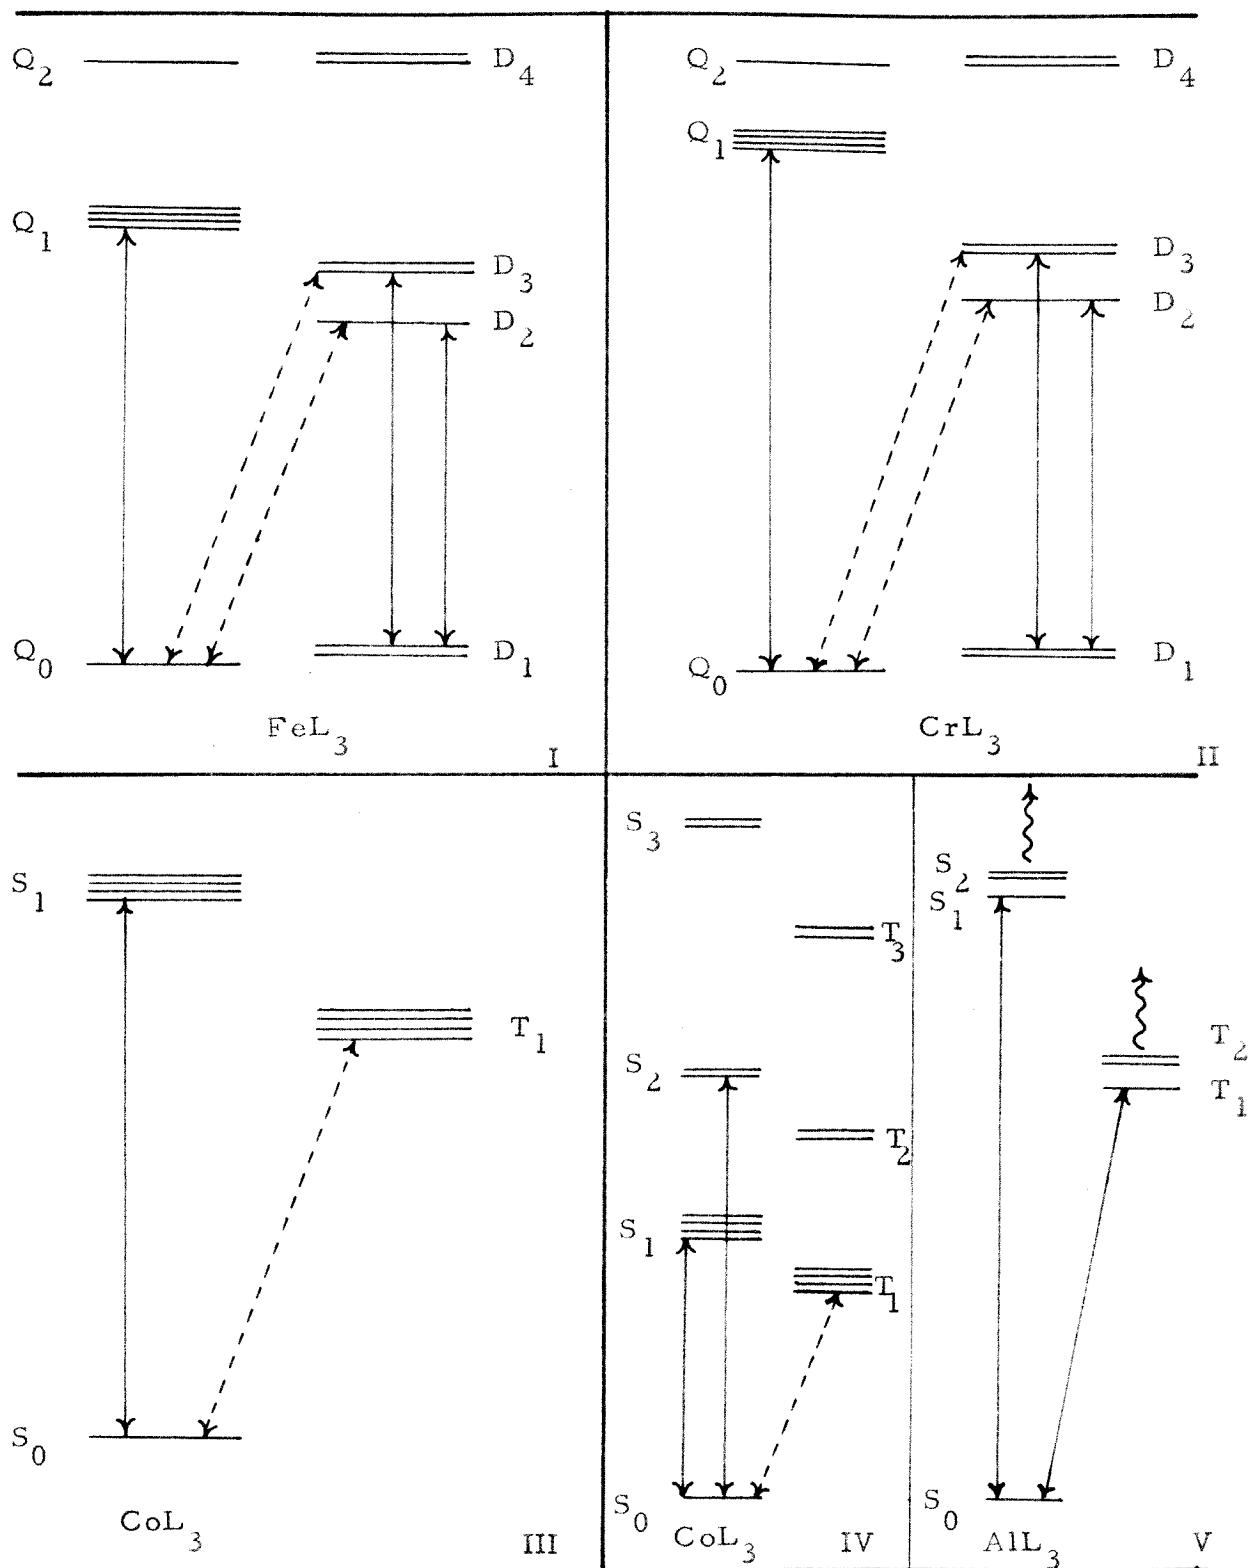 Q2
D4
Q1
D3
D2
Q0
D1
FeL3
I
Q2
D4
Q1
D3
D2
Q0
D1
CrL3
II
S1
T1
S0
CoL3
III
S3
T3
S2
T2
S1
T1
S0
CoL3
IV
S2
S1
T2
T1
S0
AlL3
V